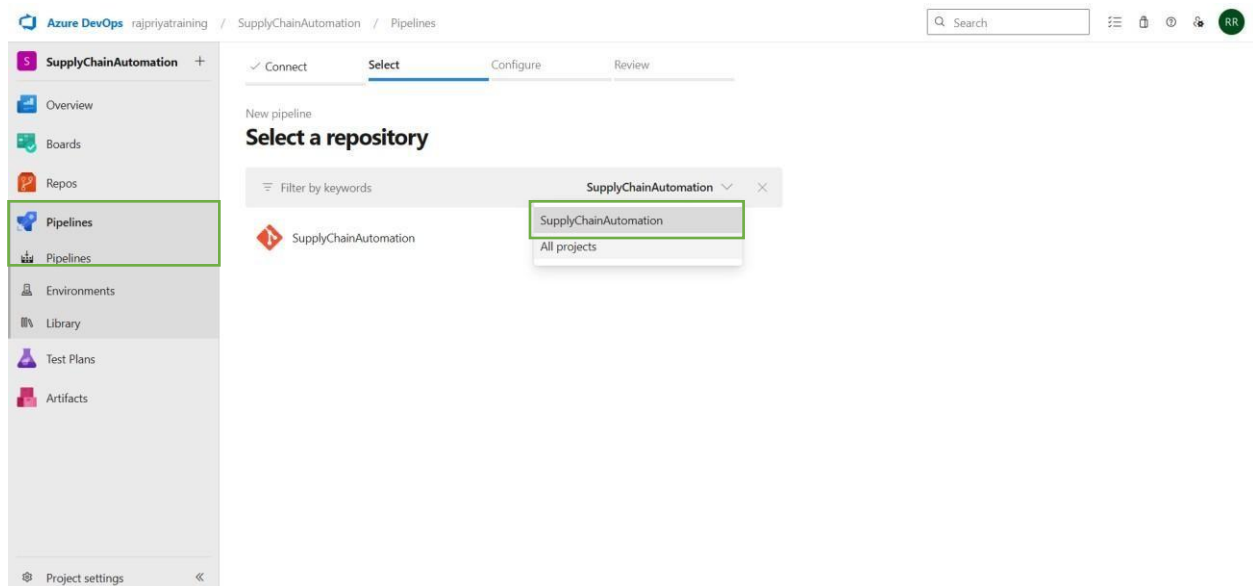 Azure DevOps rajpriyatraining / SupplyChainAutomation / Pipelines
Search
RR
S SupplyChainAutomation +
Overview
Boards
Repos
Pipelines
Pipelines
Environments
Library
Test Plans
Artifacts
Project settings
Connect Select Configure Review
New pipeline
Select a repository
Filter by keywords SupplyChainAutomation
SupplyChainAutomation
SupplyChainAutomation
All projects